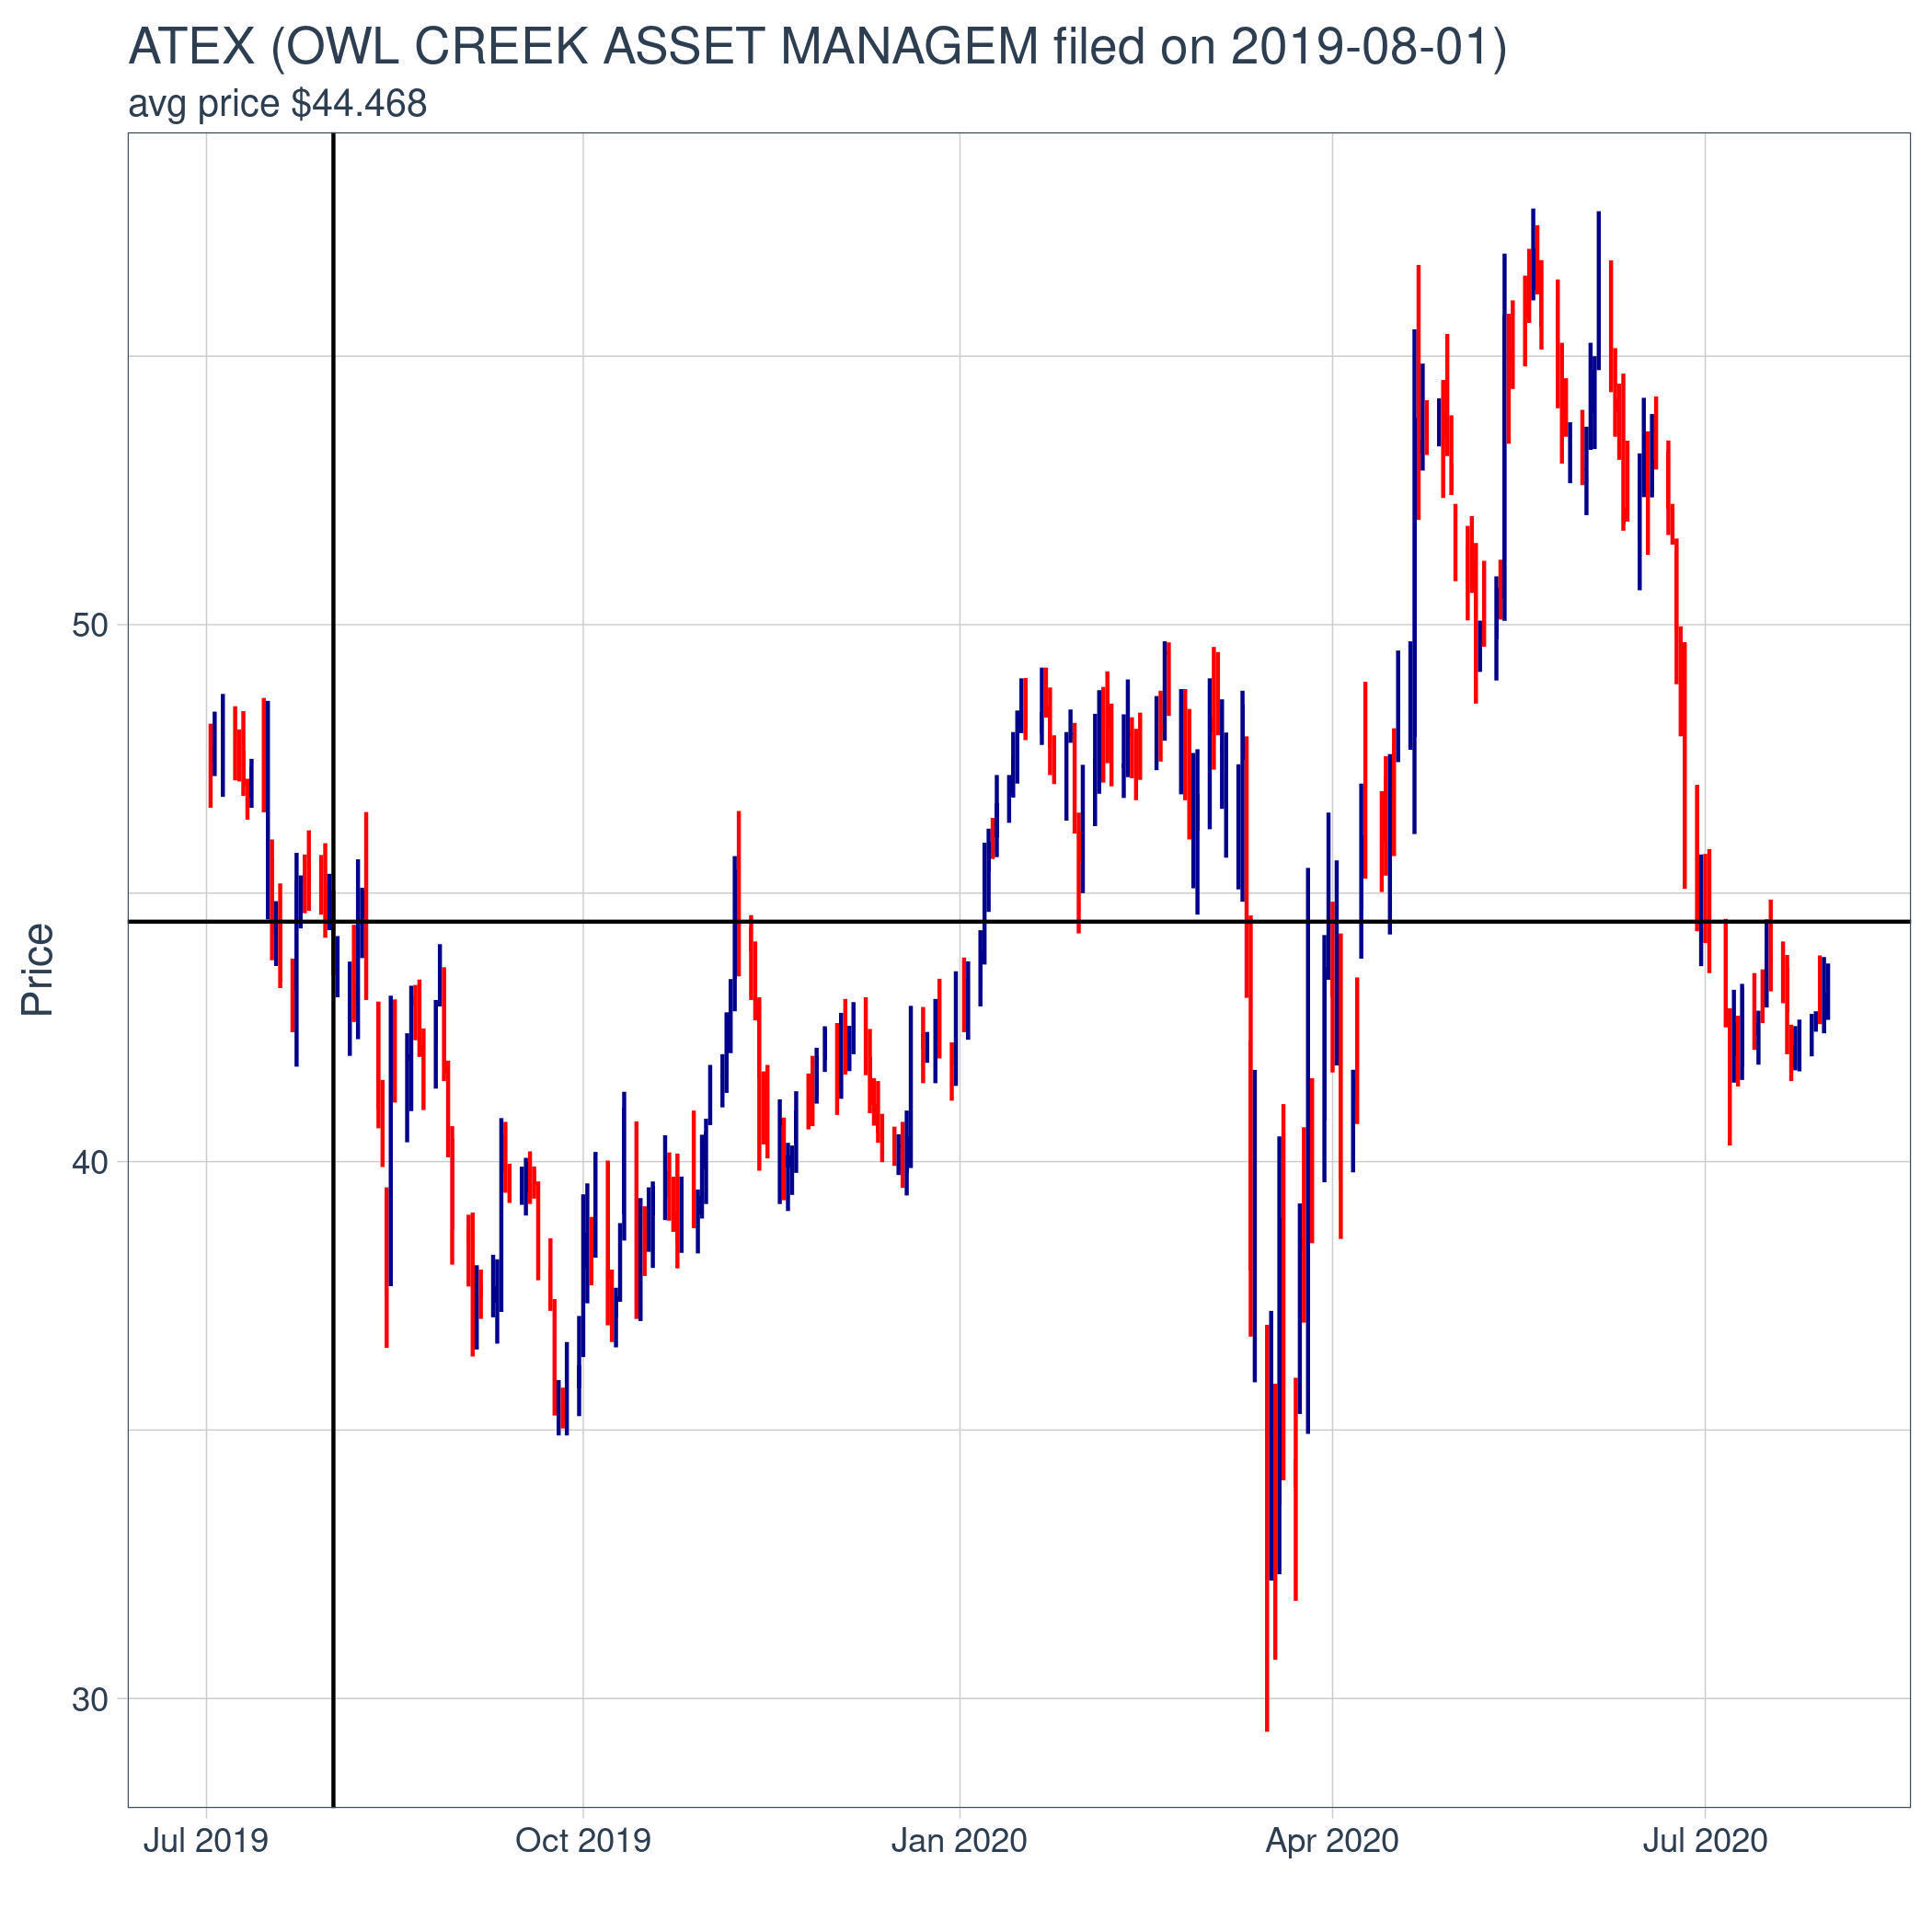 ATEX (OWL CREEK ASSET MANAGEM filed on 2019-08-01)
avg price $44.468
Price
50
40
30
Jul 2019
Oct 2019
Jan 2020
Apr 2020
Jul 2020